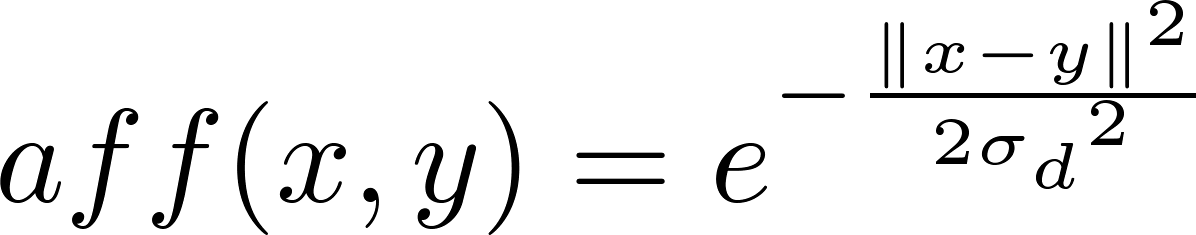 aff(x, y) = e^{-\frac{\|x-y\|^2}{2\sigma_d^2}}